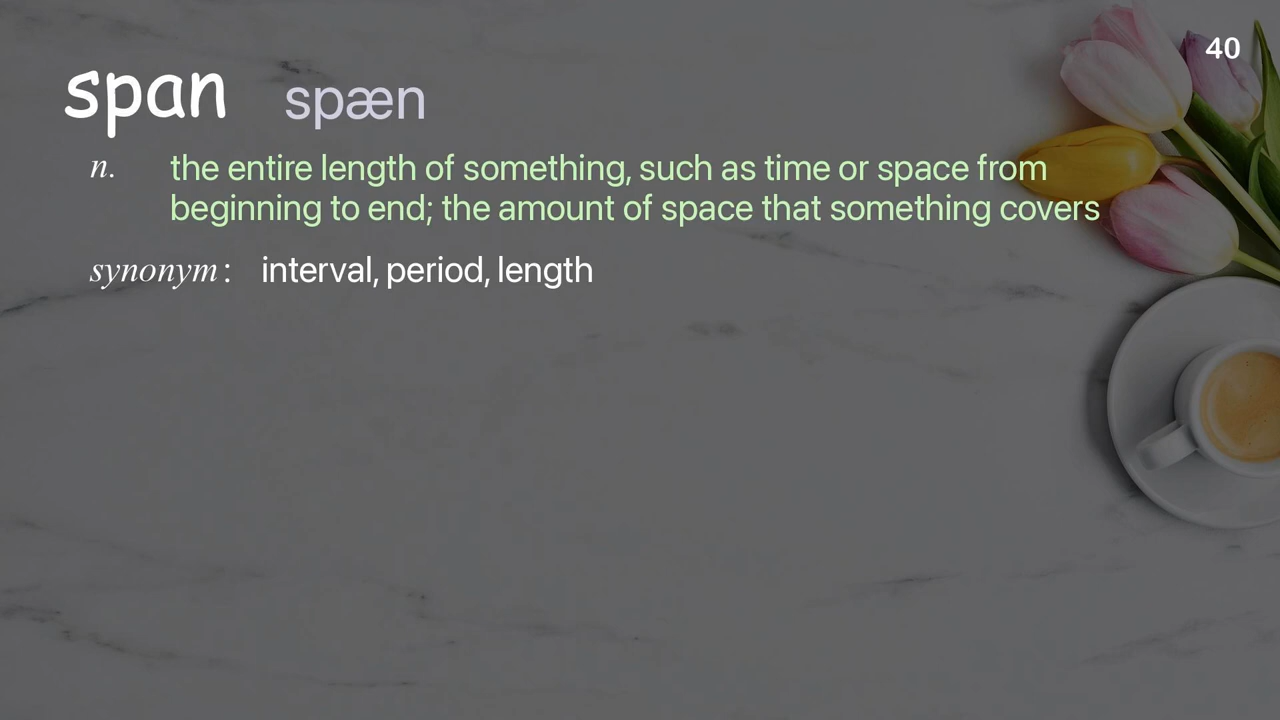 40
span spæn
n. the entire length of something, such as time or space from
beginning to end; the amount of space that something covers
synonym : interval, period, length